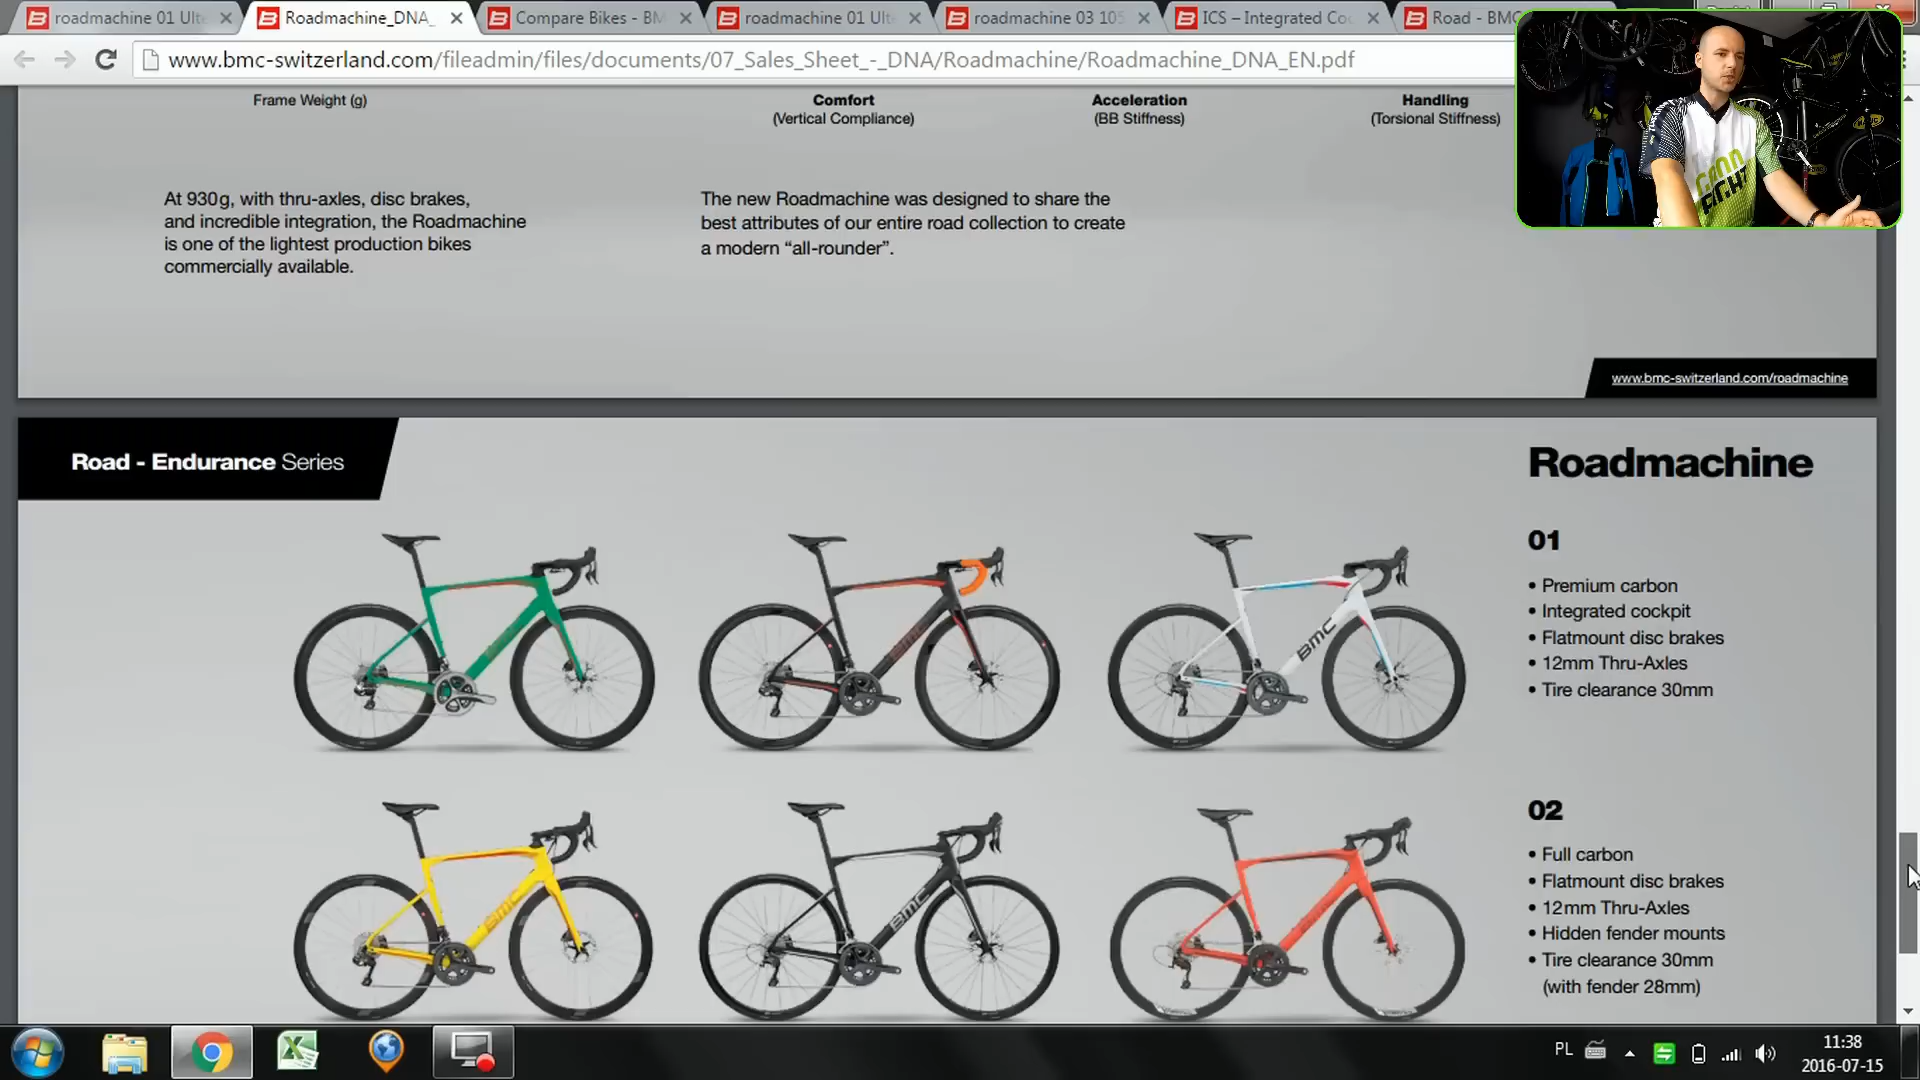 roadmachine 01 Ulte
Roadmachine_DNA_
Compare Bikes - BM
roadmachine 01 Ulte
roadmachine 03 105
ICS – Integrated Co
Road - BMC
www.bmc-switzerland.com/fileadmin/files/documents/07_Sales_Sheet_-_DNA/Roadmachine/Roadmachine_DNA_EN.pdf
Frame Weight (g)
Comfort
(Vertical Compliance)
Acceleration
(BB Stiffness)
Handling
(Torsional Stiffness)
At 930g, with thru-axles, disc brakes,
and incredible integration, the Roadmachine
is one of the lightest production bikes
commercially available.
The new Roadmachine was designed to share the
best attributes of our entire road collection to create
a modern “all-rounder”.
www.bmc-switzerland.com/roadmachine
Road - Endurance Series
Roadmachine
01
• Premium carbon
• Integrated cockpit
• Flatmount disc brakes
• 12mm Thru-Axles
• Tire clearance 30mm
BMC
02
• Full carbon
• Flatmount disc brakes
• 12mm Thru-Axles
• Hidden fender mounts
• Tire clearance 30mm
(with fender 28mm)
BMC
BMC
PL
11:38
2016-07-15